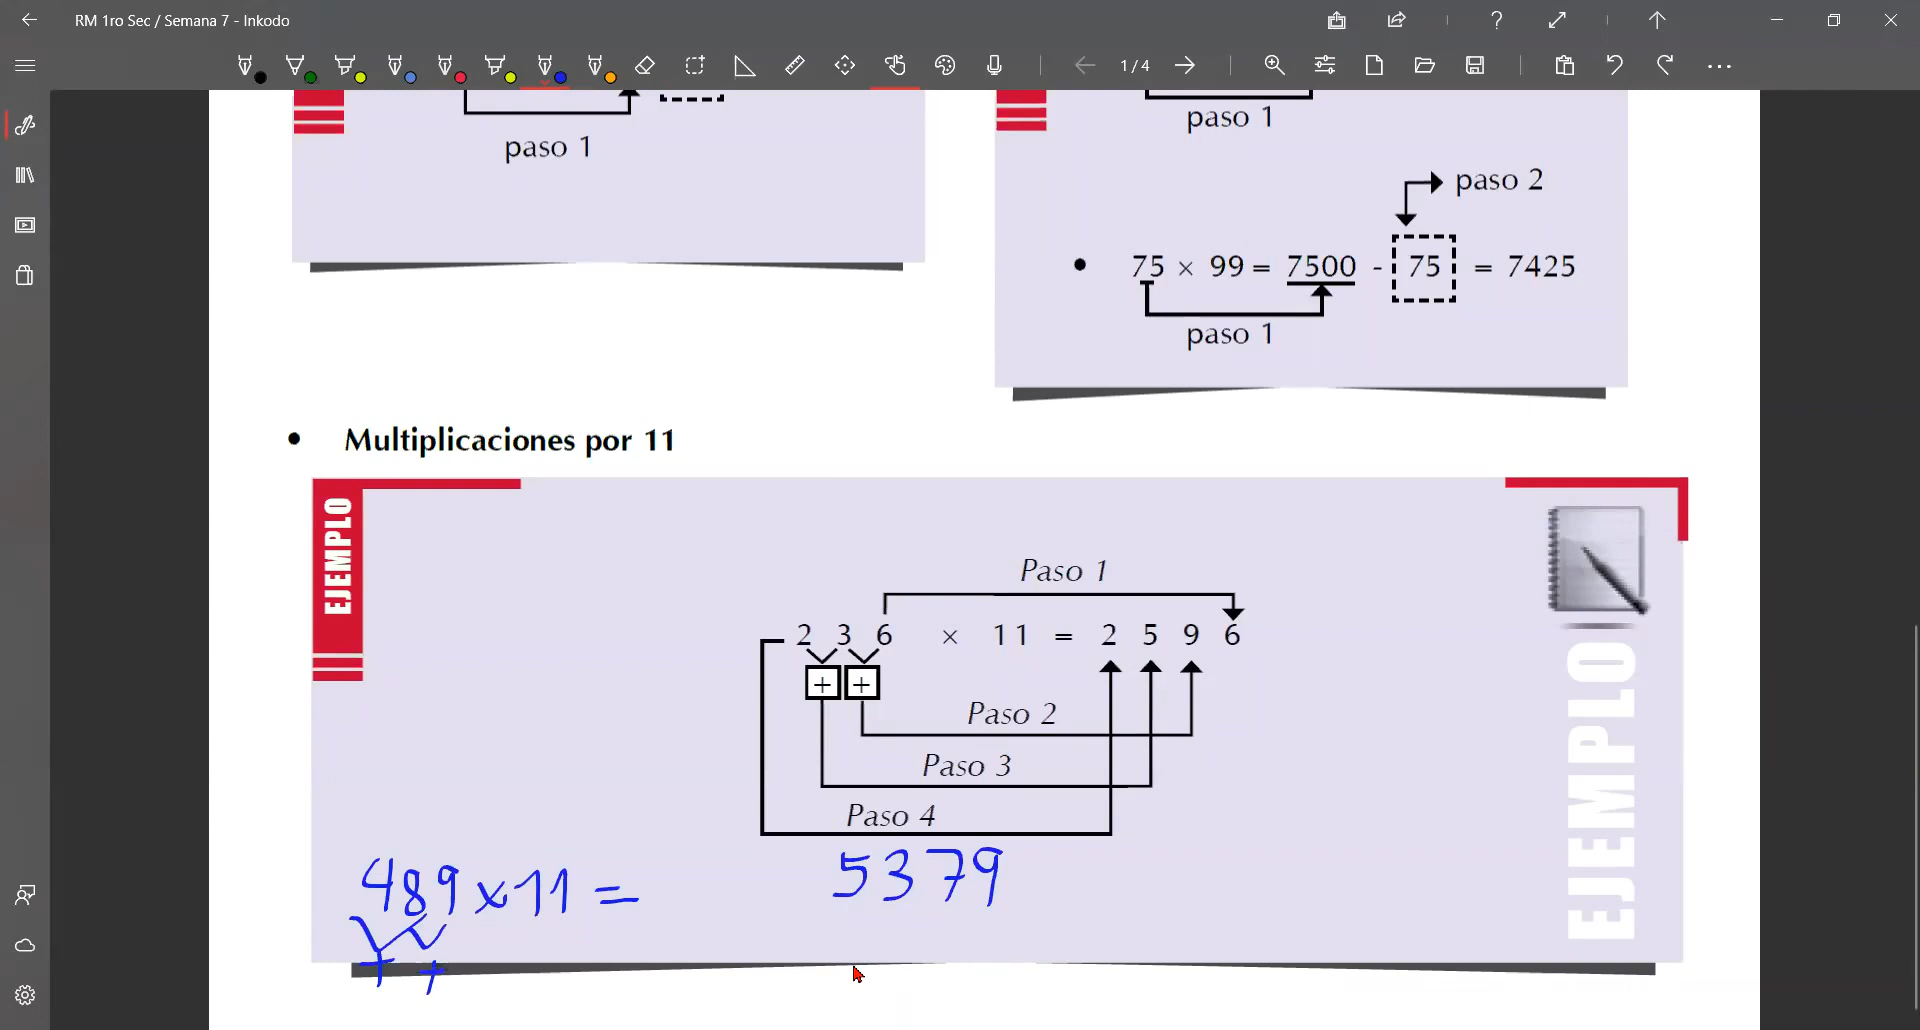 RM 1ro Sec / Semana 7 - Inkodo
1 / 4
paso 1
paso 1
paso 2
75 × 99 = 7500 - 75 = 7425
paso 1
• Multiplicaciones por 11
EJEMPLO
Paso 1
2 3 6 × 11 = 2 5 9 6
+ +
Paso 2
Paso 3
Paso 4
EJEMPLO
489 x 11 = 5379
+ +